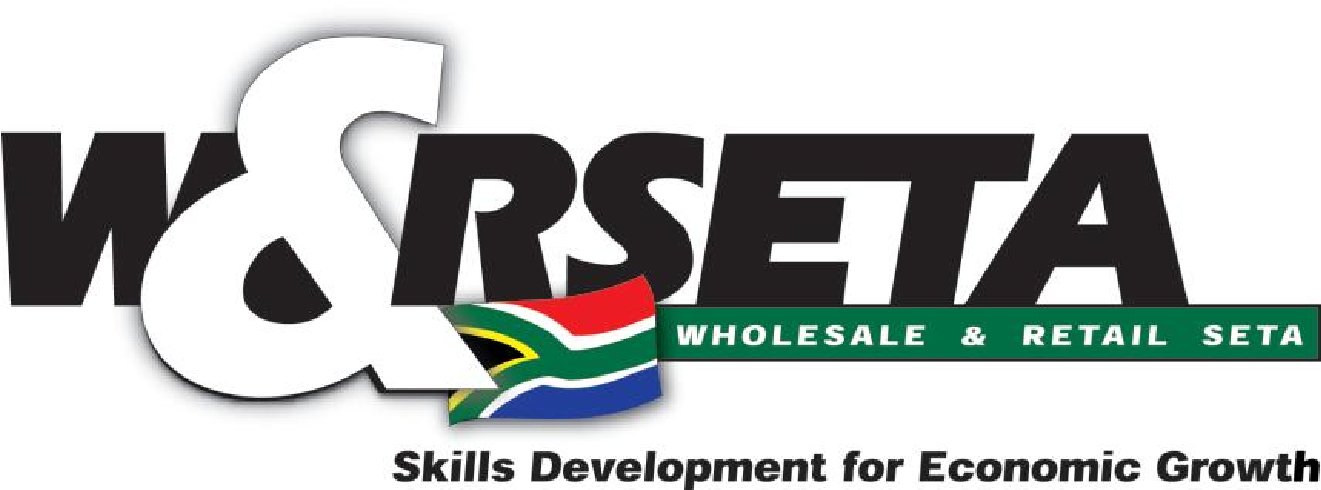 W&RSETA
WHOLESALE & RETAIL SETA
Skills Development for Economic Growth